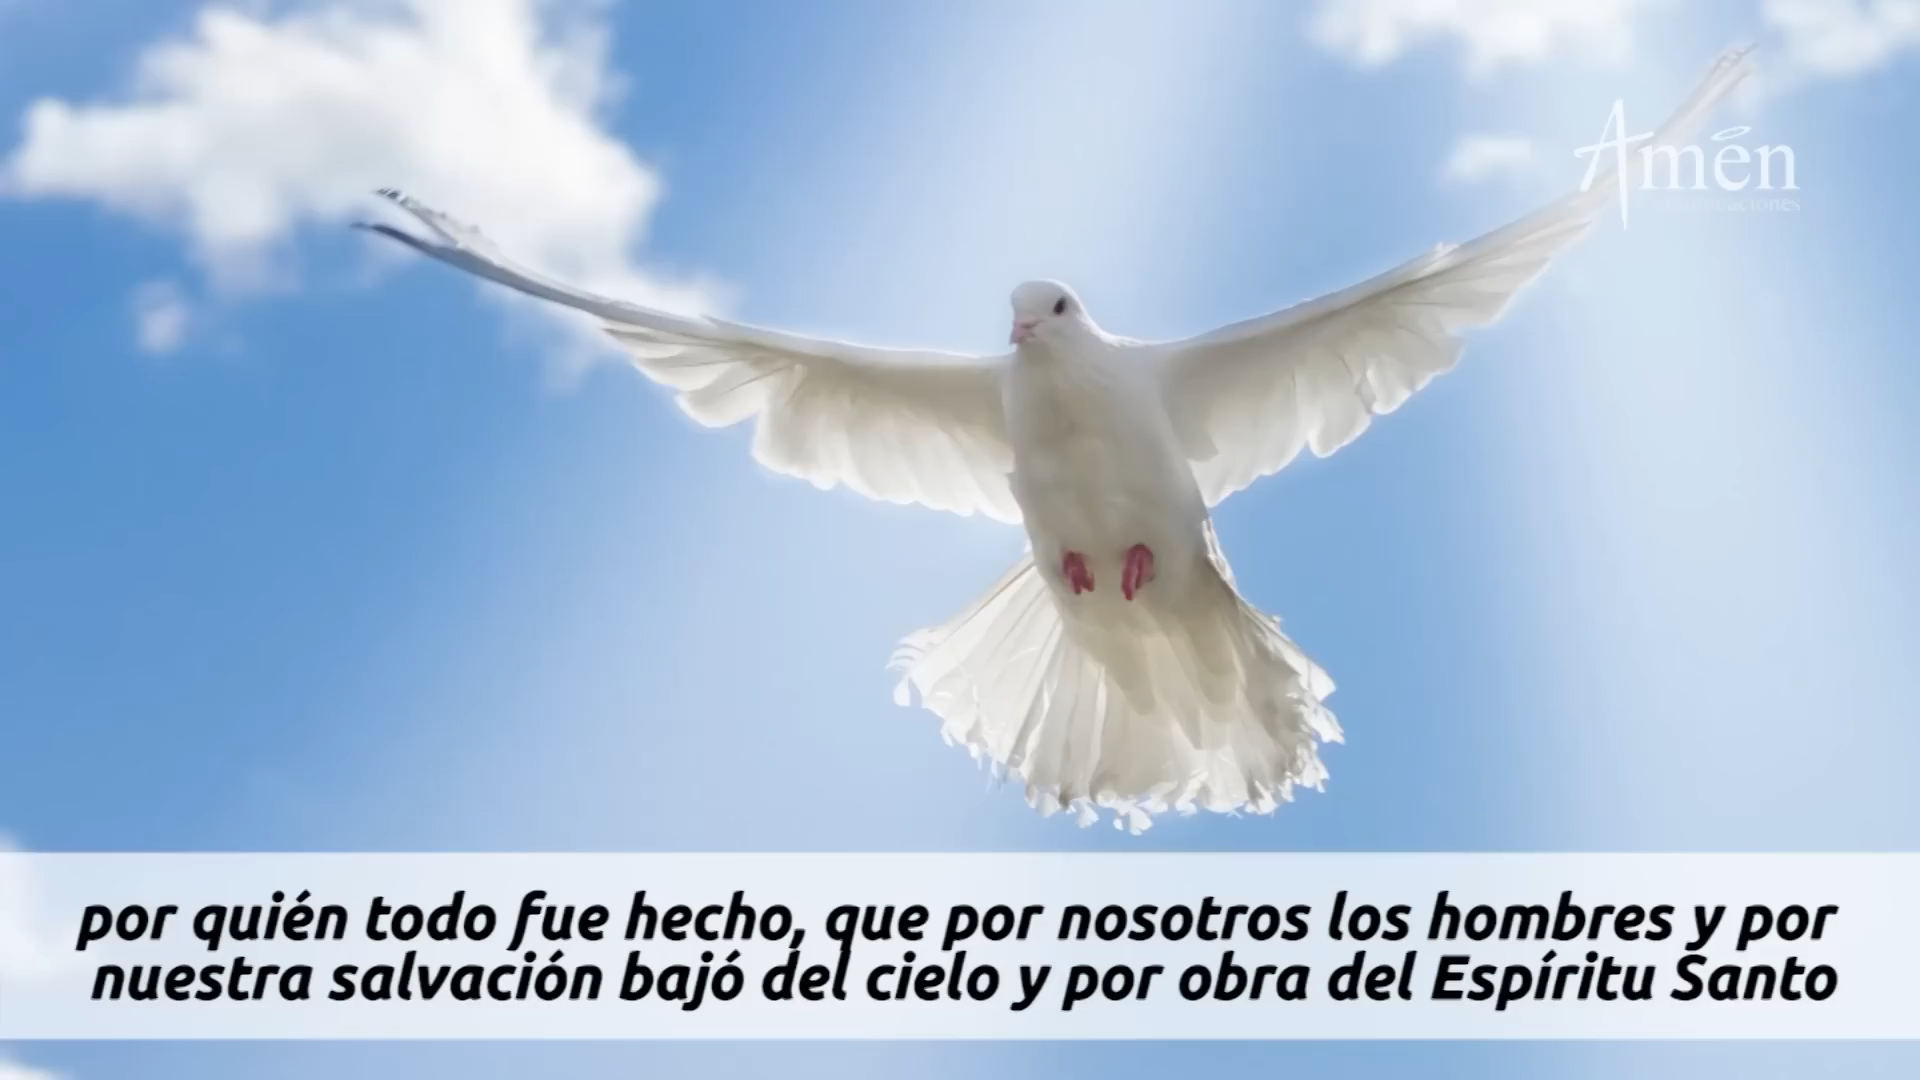 Amén
por quién todo fue hecho, que por nosotros los hombres y por
nuestra salvación bajó del cielo y por obra del Espíritu Santo